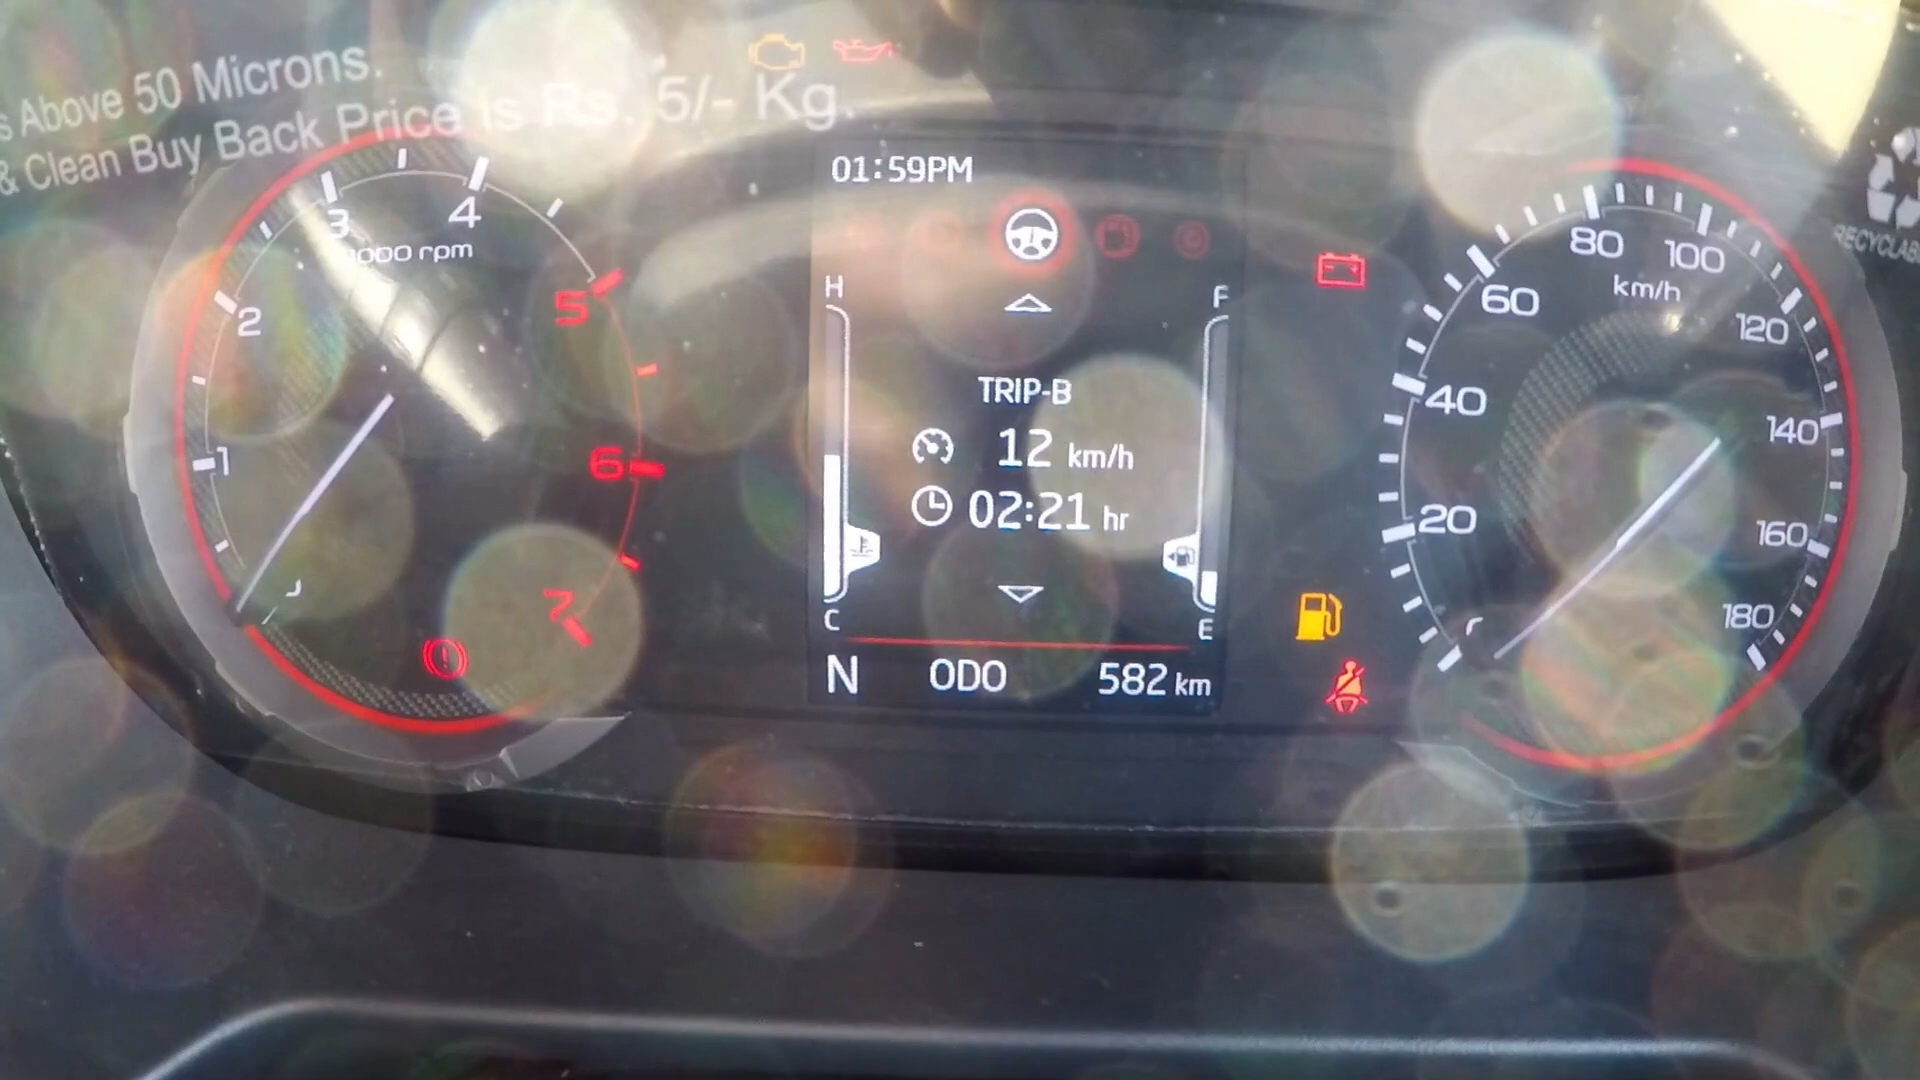 s Above 50 Microns.
& Clean Buy Back Price is Rs. 5/- Kg.
RECYCLAB
01:59PM
1
2
3
4
5
6
7
1000 rpm
H
C
F
E
TRIP-B
12 km/h
02:21 hr
N ODO 582 km
20
40
60
80
100
120
140
160
180
km/h